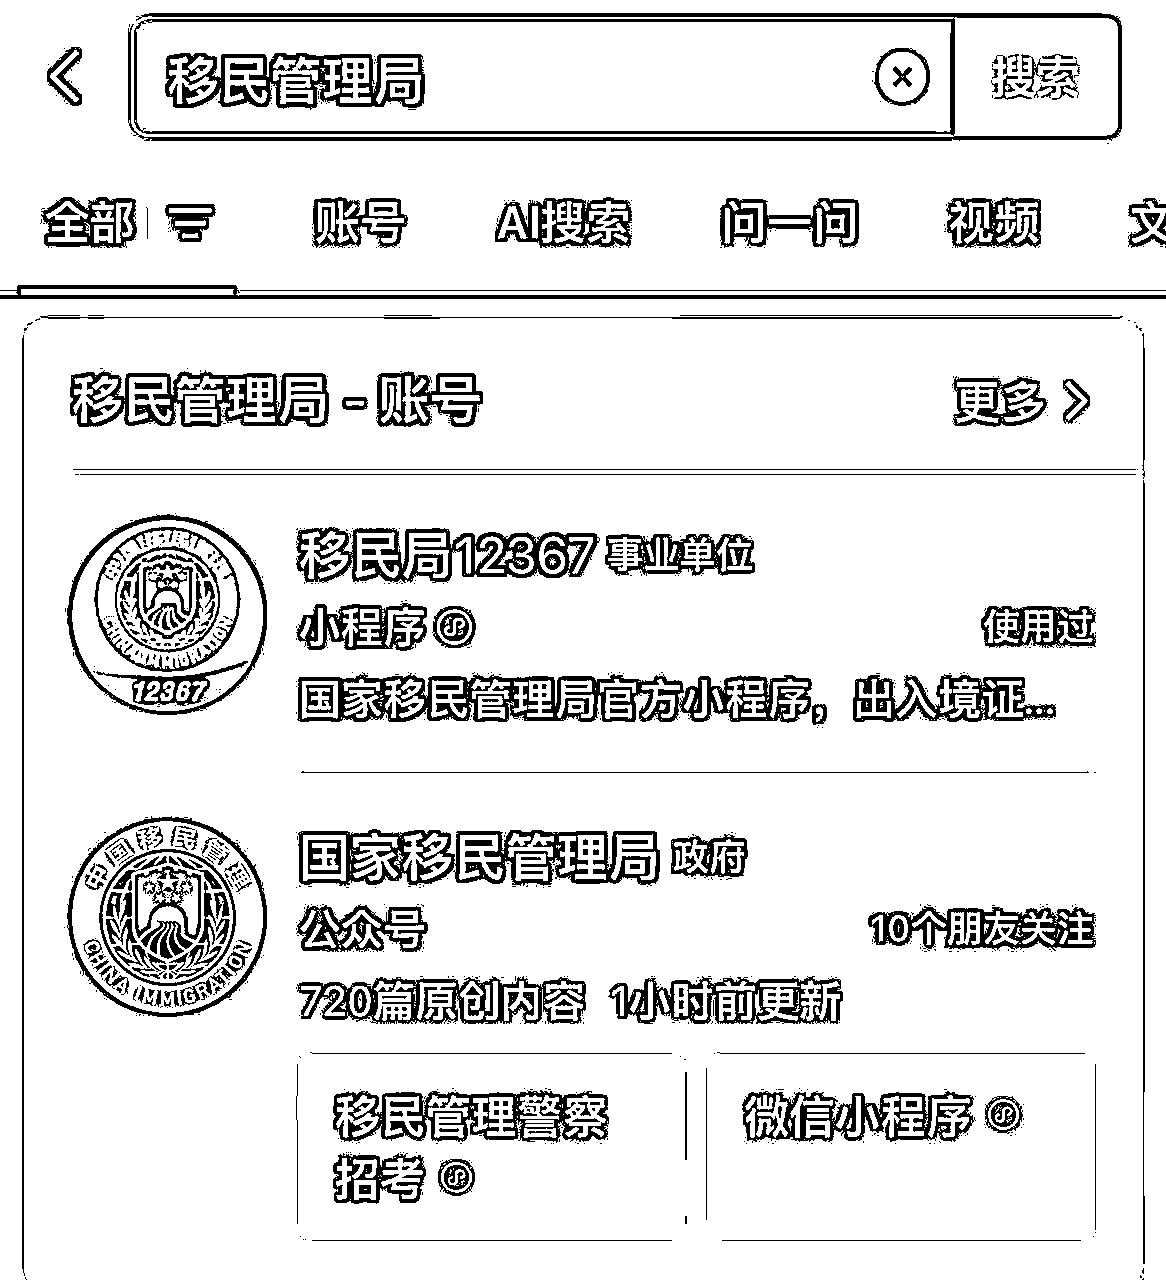 移民管理局
搜索
全部 账号 AI搜索 问一问 视频 文
移民管理局 - 账号
更多
移民局12367 事业单位
小程序
使用过
国家移民管理局官方小程序，出入境证...
CHINA IMMIGRATION
12367
国家移民管理局 政府
公众号
10个朋友关注
720篇原创内容 1小时前更新
中国移民管理
CHINA IMMIGRATION
移民管理警察
招考
微信小程序